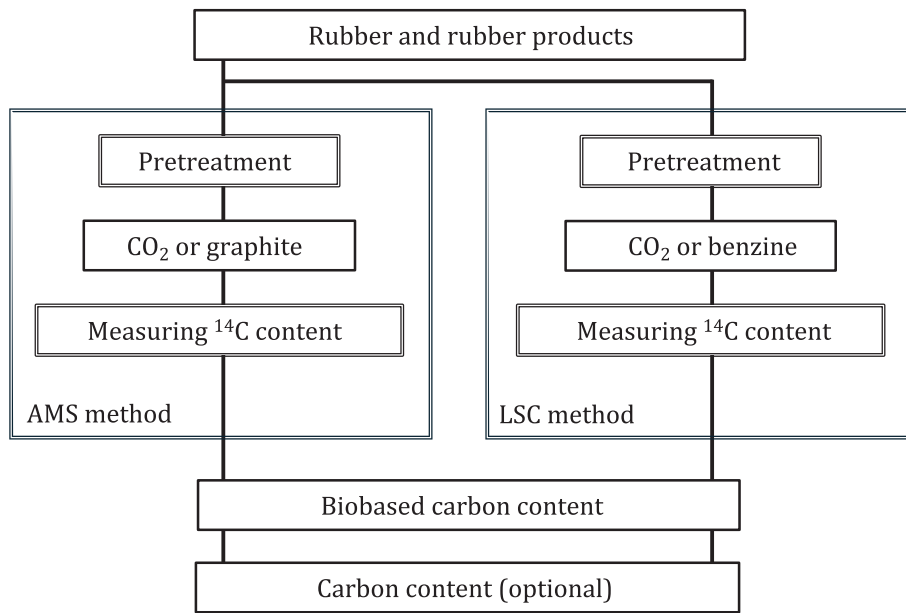 Rubber and rubber products
Pretreatment
CO₂ or graphite
Measuring ¹⁴C content
AMS method
Pretreatment
CO₂ or benzine
Measuring ¹⁴C content
LSC method
Biobased carbon content
Carbon content (optional)